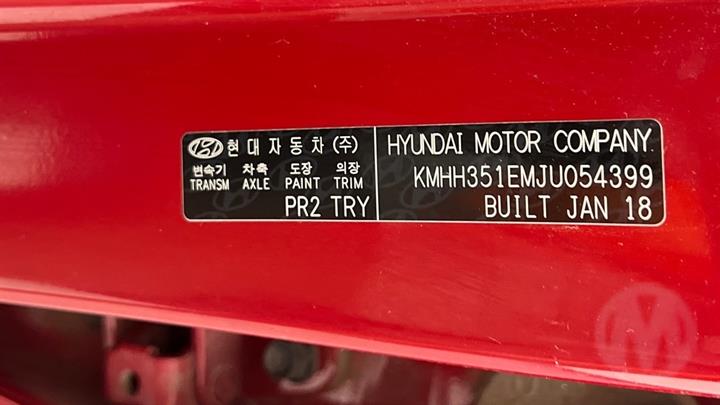 현대자동차(주)
변속기 차축 도장 의장
TRANSM AXLE PAINT TRIM
PR2 TRY
HYUNDAI MOTOR COMPANY
KMHH351EMJU054399
BUILT JAN 18
M